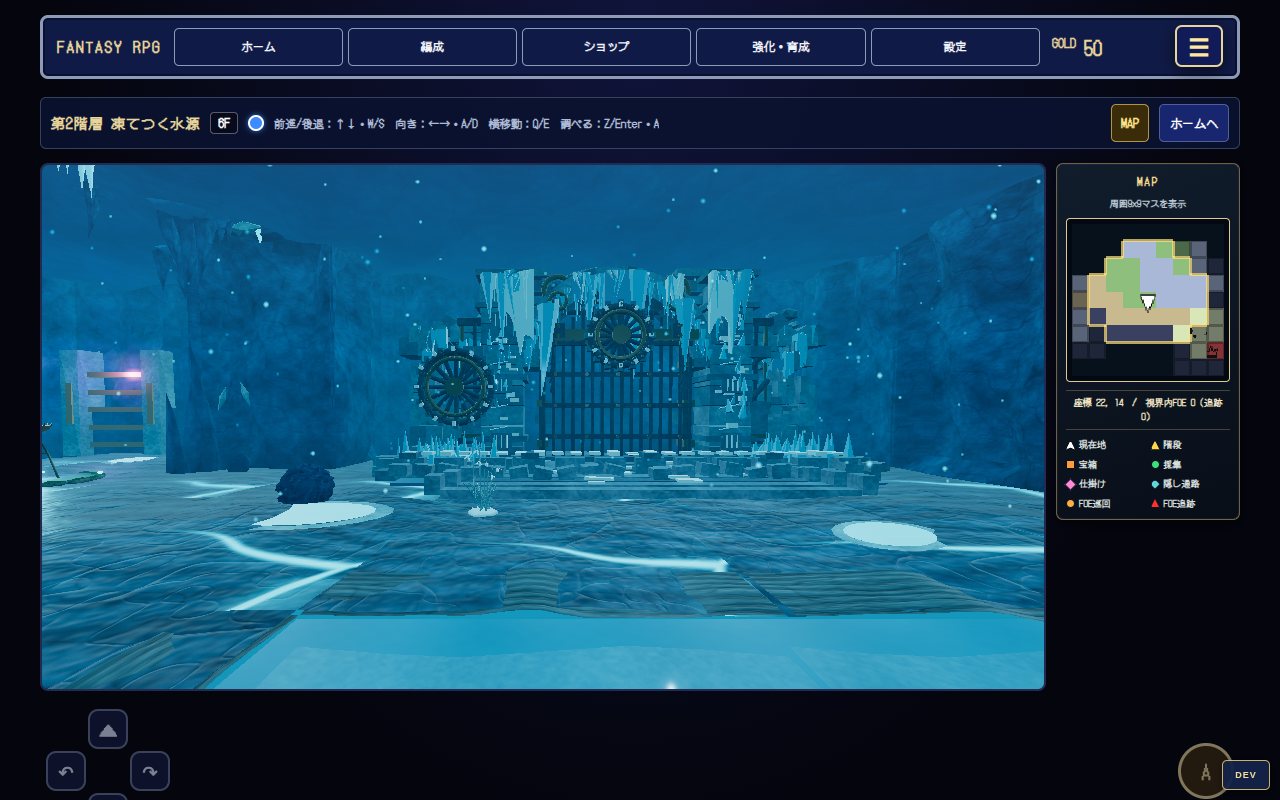 FANTASY RPG ホーム 編成 ショップ 強化・育成 設定 GOLD 50
第2階層 凍てつく水源 6F 前進/後退：↑↓・W/S 向き：←→・A/D 横移動：Q/E 調べる：Z/Enter・A MAP ホームへ
MAP
周囲9x9マスを表示
座標 22, 14 / 視界内FOE 0（追跡
0）
現在地 階段
宝箱 採集
仕掛け 隠し通路
FOE巡回 FOE追跡
A DEV